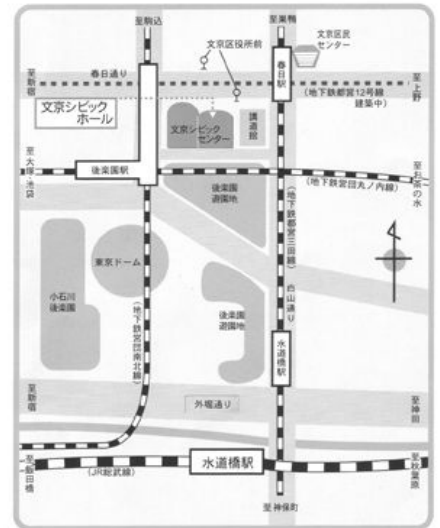 至駒込
至巣鴨
文京区民
センター
文京区役所前
至新宿
春日通り
春日駅
至上野
(地下鉄都営12号線
建築中)
文京シビック
ホール
文京シビック
センター
講道館
至大塚・池袋
後楽園駅
至お茶の水
(地下鉄営団丸ノ内線)
後楽園
遊園地
(地下鉄都営三田線)
白山通り
東京ドーム
小石川
後楽園
(地下鉄営団南北線)
後楽園
遊園地
4
水道橋駅
至新宿
外堀通り
至神田
至飯田橋
(JR総武線)
水道橋駅
至秋葉原
至神保町